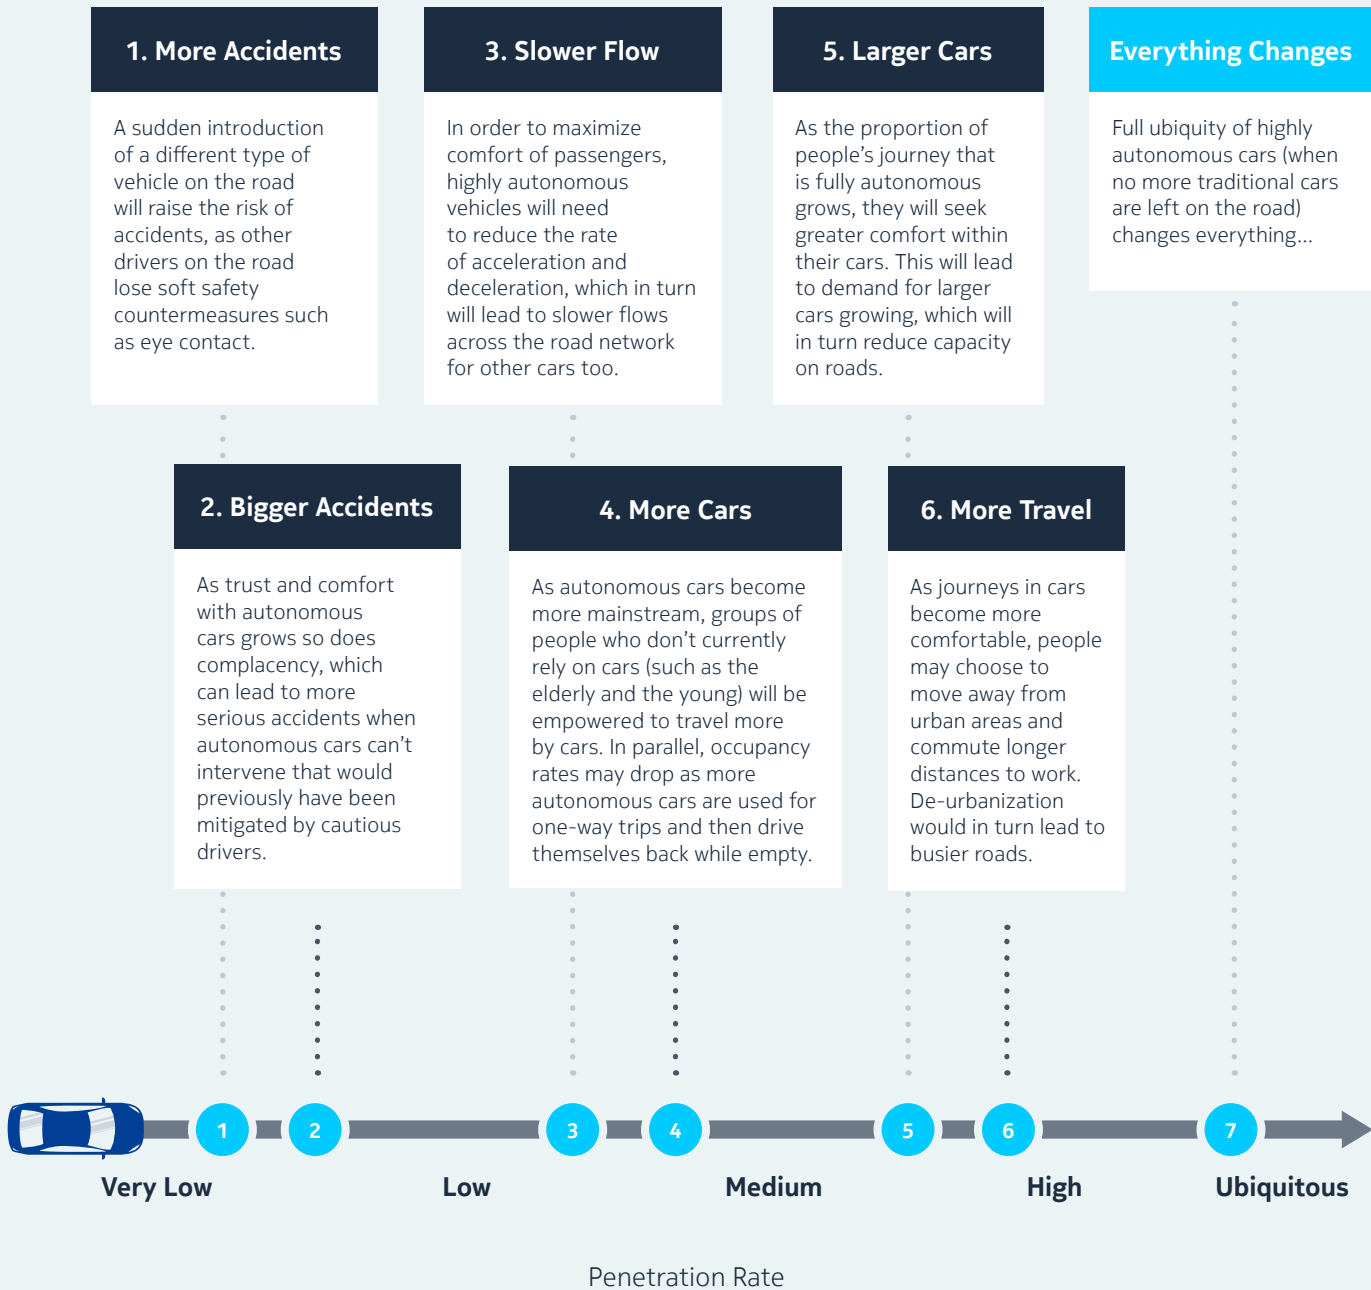 1. More Accidents
A sudden introduction
of a different type of
vehicle on the road
will raise the risk of
accidents, as other
drivers on the road
lose soft safety
countermeasures such
as eye contact.
2. Bigger Accidents
As trust and comfort
with autonomous
cars grows so does
complacency, which
can lead to more
serious accidents when
autonomous cars can’t
intervene that would
previously have been
mitigated by cautious
drivers.
3. Slower Flow
In order to maximize
comfort of passengers,
highly autonomous
vehicles will need
to reduce the rate
of acceleration and
deceleration, which in turn
will lead to slower flows
across the road network
for other cars too.
4. More Cars
As autonomous cars become
more mainstream, groups of
people who don’t currently
rely on cars (such as the
elderly and the young) will be
empowered to travel more
by cars. In parallel, occupancy
rates may drop as more
autonomous cars are used for
one-way trips and then drive
themselves back while empty.
5. Larger Cars
As the proportion of
people’s journey that
is fully autonomous
grows, they will seek
greater comfort within
their cars. This will lead
to demand for larger
cars growing, which will
in turn reduce capacity
on roads.
6. More Travel
As journeys in cars
become more
comfortable, people
may choose to
move away from
urban areas and
commute longer
distances to work.
De-urbanization
would in turn lead to
busier roads.
Everything Changes
Full ubiquity of highly
autonomous cars (when
no more traditional cars
are left on the road)
changes everything...
1 2 3 4 5 6 7
Very Low Low Medium High Ubiquitous
Penetration Rate